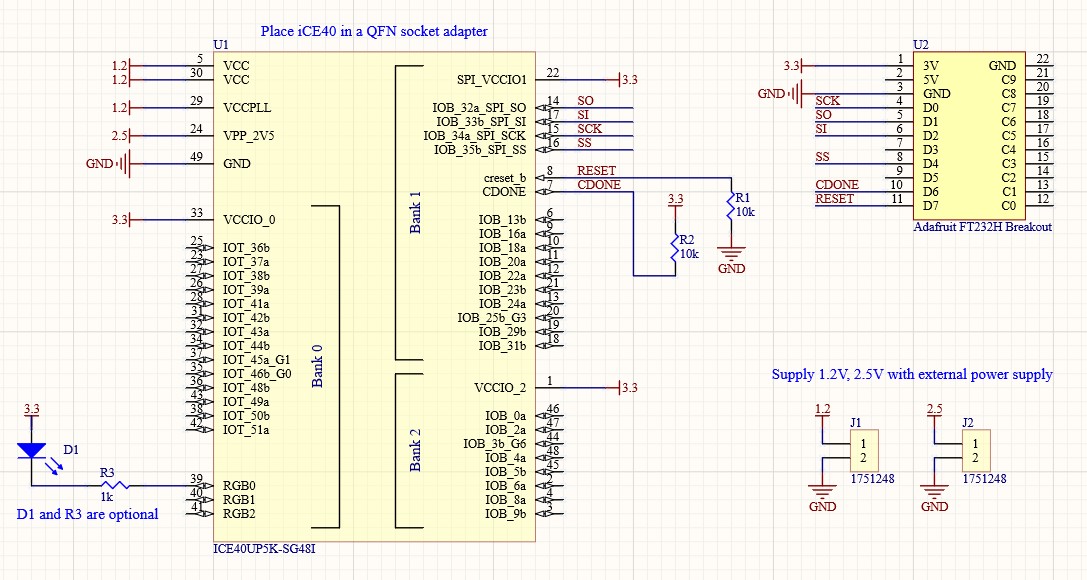 Place iCE40 in a QFN socket adapter
U1
1.2 5 VCC
1.2 30 VCC
1.2 29 VCCPLL
2.5 24 VPP_2V5
GND 49 GND
3.3 33 VCCIO_0
25 IOT_36b
23 IOT_37a
27 IOT_38b
26 IOT_39a
28 IOT_41a
31 IOT_42b
32 IOT_43a
34 IOT_44b
37 IOT_45a_G1
35 IOT_46b_G0
36 IOT_48b
43 IOT_49a
38 IOT_50b
42 IOT_51a
39 RGB0
40 RGB1
41 RGB2
Bank 0
Bank 1
Bank 2
SPI_VCCIO1 22 3.3
IOB_32a_SPI_SO 14 SO
IOB_33b_SPI_SI 17 SI
IOB_34a_SPI_SCK 15 SCK
IOB_35b_SPI_SS 16 SS
creset_b 8 RESET
CDONE 7 CDONE
IOB_13b 6
IOB_16a 9
IOB_18a 10
IOB_20a 11
IOB_22a 12
IOB_23b 21
IOB_24a 13
IOB_25b_G3 20
IOB_29b 19
IOB_31b 18
VCCIO_2 1 3.3
IOB_0a 46
IOB_2a 47
IOB_3b_G6 44
IOB_4a 48
IOB_5b 45
IOB_6a 2
IOB_8a 4
IOB_9b 3
ICE40UP5K-SG48I
3.3
D1
R3
1k
D1 and R3 are optional
3.3
R2
10k
R1
10k
GND
U2
3.3 1 3V GND 22
2 5V C9 21
GND 3 GND C8 20
SCK 4 D0 C7 19
SO 5 D1 C6 18
SI 6 D2 C5 17
7 D3 C4 16
SS 8 D4 C3 15
9 D5 C2 14
CDONE 10 D6 C1 13
RESET 11 D7 C0 12
Adafruit FT232H Breakout
Supply 1.2V, 2.5V with external power supply
1.2
J1
1
2
1751248
GND
2.5
J2
1
2
1751248
GND